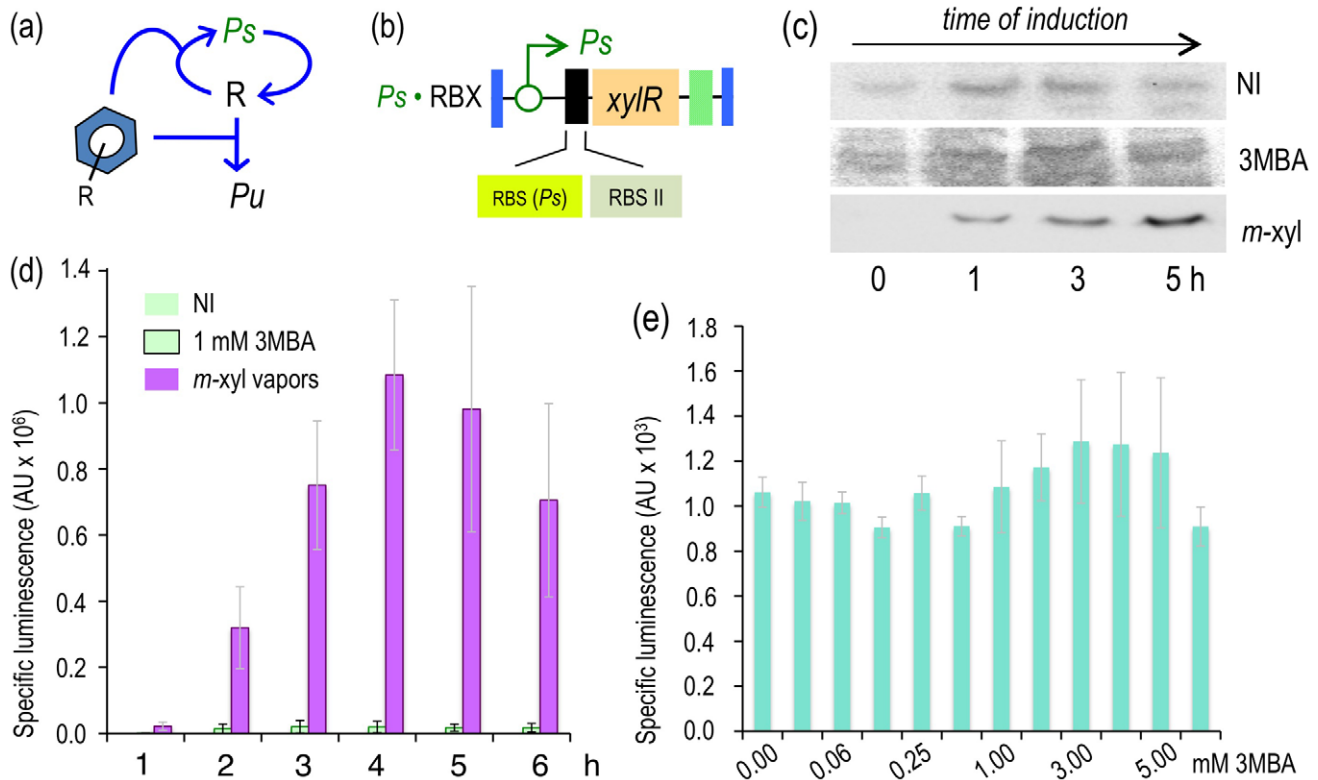 (a)
Ps
R
R
Pu
(b)
Ps
Ps • RBX
xylR
RBS (Ps)
RBS II
(c)
time of induction
NI
3MBA
m-xyl
0 1 3 5 h
(d)
1.4
1.2
1.0
0.8
0.6
0.4
0.2
0.0
Specific luminescence (AU x 10⁶)
NI
1 mM 3MBA
m-xyl vapors
1 2 3 4 5 6 h
(e)
1.8
1.6
1.4
1.2
1.0
0.8
0.6
0.4
0.2
0.0
Specific luminescence (AU x 10³)
0.00 0.06 0.25 1.00 3.00 5.00 mM 3MBA